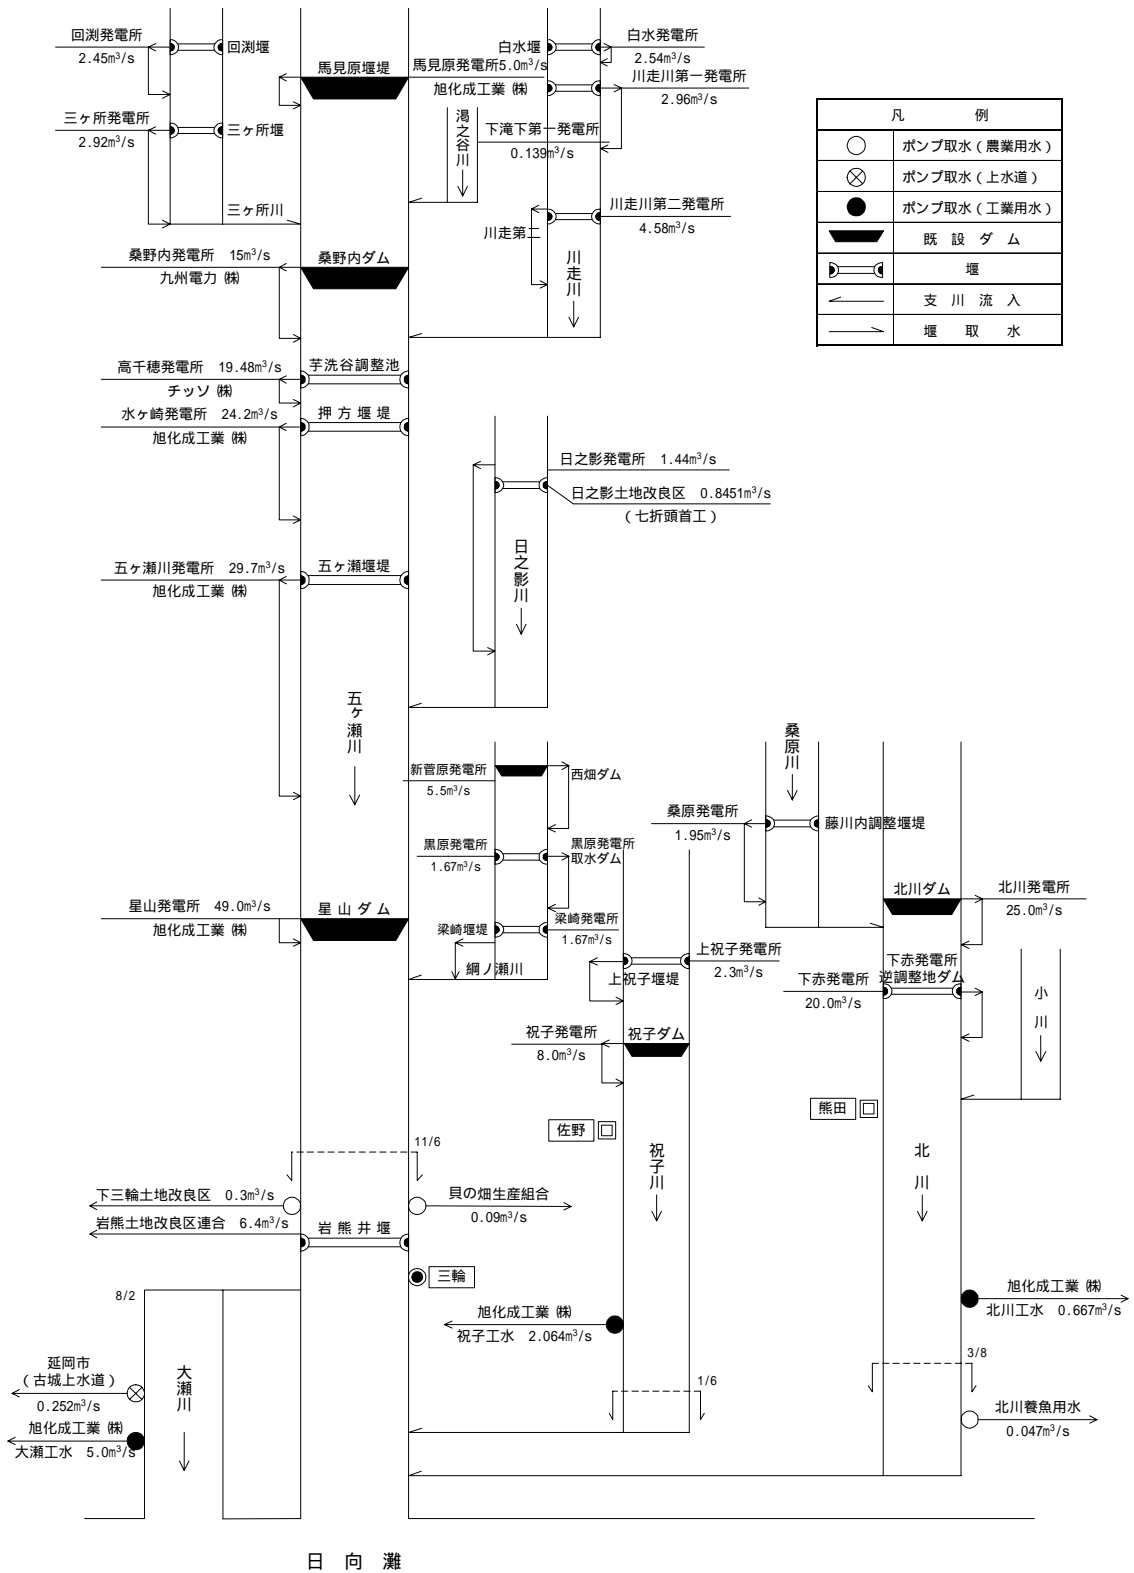 回渕発電所
2.45m³/s
回渕堰
三ヶ所発電所
2.92m³/s
三ヶ所堰
三ヶ所川
馬見原堰堤
馬見原発電所5.0m³/s
旭化成工業㈱
渇之谷川
白水堰
白水発電所
2.54m³/s
川走川第一発電所
2.96m³/s
下滝下第一発電所
0.139m³/s
川走川第二発電所
4.58m³/s
川走第二
川走川
凡 例
ポンプ取水(農業用水)
ポンプ取水(上水道)
ポンプ取水(工業用水)
既設ダム
堰
支川流入
堰取水
桑野内発電所 15m³/s
九州電力㈱
桑野内ダム
高千穂発電所 19.48m³/s
チッソ㈱
芋洗谷調整池
水ヶ崎発電所 24.2m³/s
旭化成工業㈱
押方堰堤
日之影発電所 1.44m³/s
日之影土地改良区 0.8451m³/s
(七折頭首工)
日之影川
五ヶ瀬川発電所 29.7m³/s
旭化成工業㈱
五ヶ瀬堰堤
五ヶ瀬川
新菅原発電所
5.5m³/s
西畑ダム
黒原発電所
1.67m³/s
黒原発電所
取水ダム
梁崎堰堤
梁崎発電所
1.67m³/s
綱ノ瀬川
星山発電所 49.0m³/s
旭化成工業㈱
星山ダム
桑原川
桑原発電所
1.95m³/s
藤川内調整堰堤
北川ダム
北川発電所
25.0m³/s
上祝子発電所
2.3m³/s
上祝子堰堤
下赤発電所
20.0m³/s
下赤発電所
逆調整地ダム
小川
祝子発電所
8.0m³/s
祝子ダム
佐野
祝子川
熊田
北川
11/6
下三輪土地改良区 0.3m³/s
貝の畑生産組合
0.09m³/s
岩熊土地改良区連合 6.4m³/s
岩熊井堰
三輪
8/2
旭化成工業㈱
祝子工水 2.064m³/s
旭化成工業㈱
北川工水 0.667m³/s
延岡市
(古城上水道)
0.252m³/s
大瀬川
旭化成工業㈱
大瀬工水 5.0m³/s
1/6
3/8
北川養魚用水
0.047m³/s
日向灘